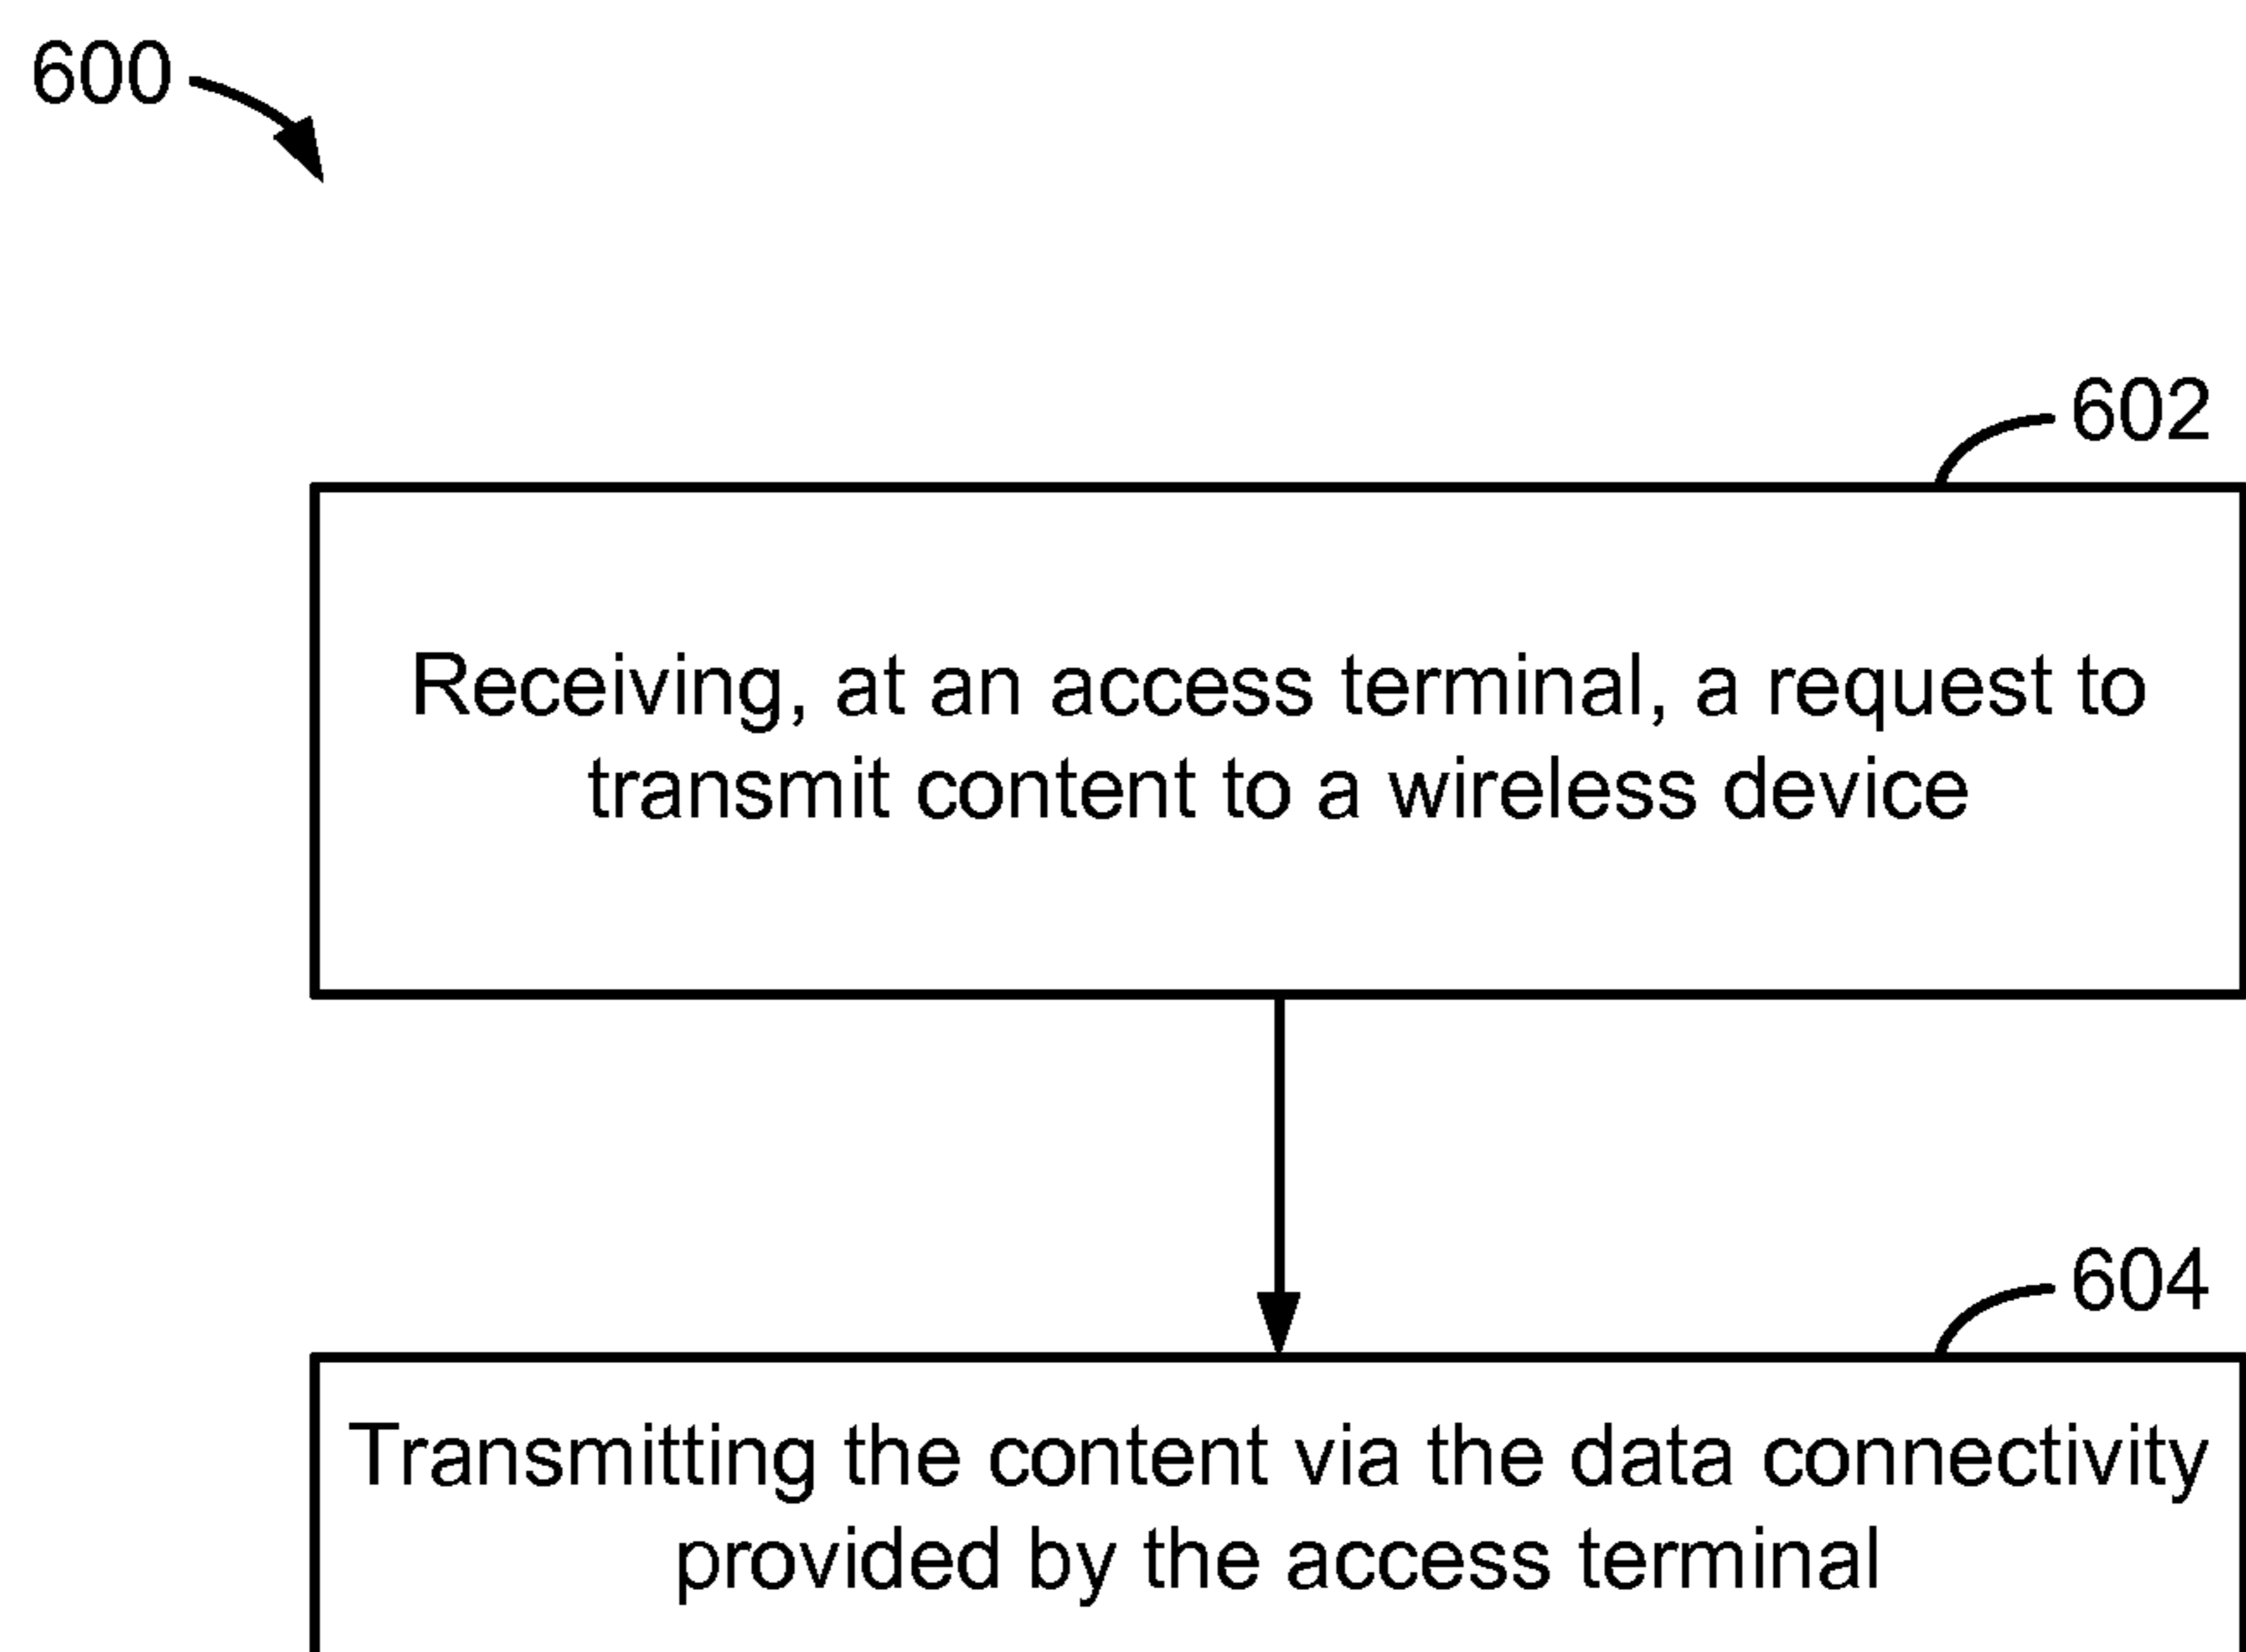 600
602
Receiving, at an access terminal, a request to
transmit content to a wireless device
604
Transmitting the content via the data connectivity
provided by the access terminal